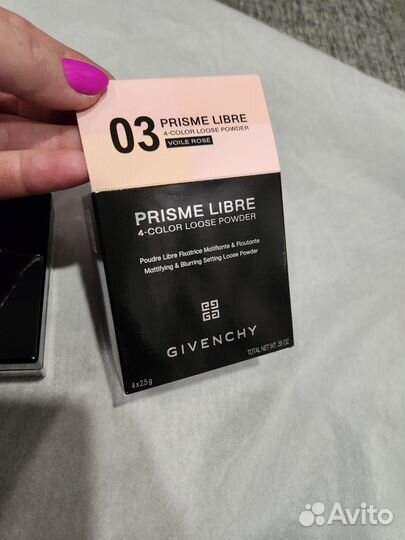 03 PRISME LIBRE
4-COLOR LOOSE POWDER
VOILE ROSE
PRISME LIBRE
4-COLOR LOOSE POWDER
Poudre Libre Fixatrice Matifiante & Floutante
Mattifying & Blurring Setting Loose Powder
GIVENCHY
4 x 2,5 g
TOTAL NET WT. .35 OZ
Avito